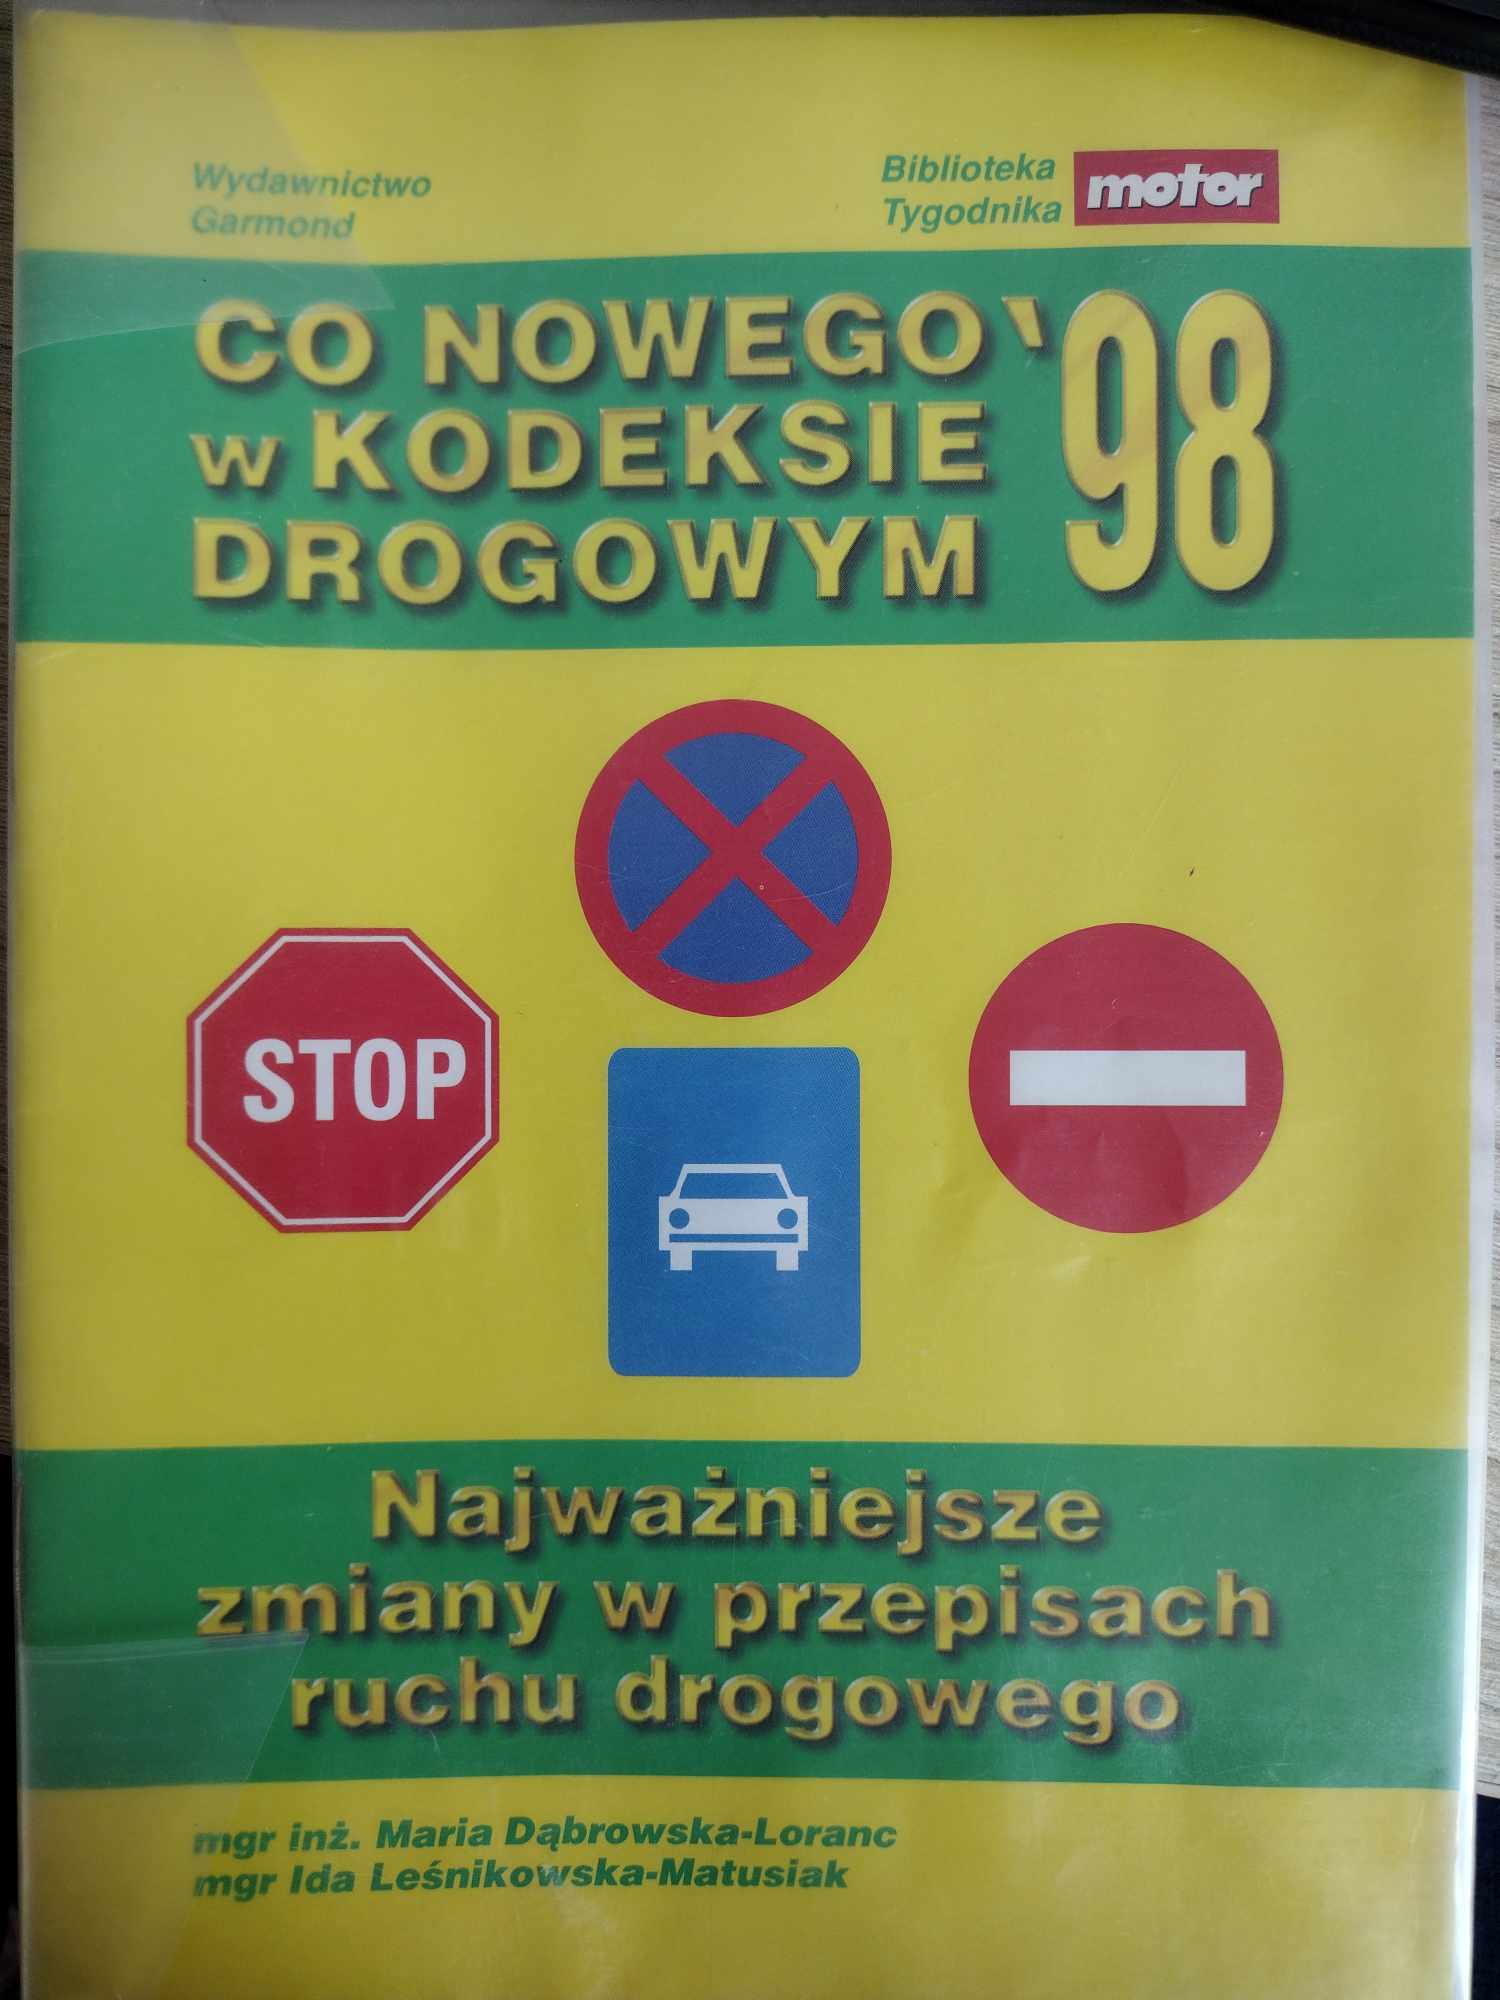 Wydawnictwo
Garmond
Biblioteka
Tygodnika
motor
CO NOWEGO '98
w KODEKSIE
DROGOWYM
STOP
Najważniejsze
zmiany w przepisach
ruchu drogowego
mgr inż. Maria Dąbrowska-Loranc
mgr Ida Leśnikowska-Matusiak